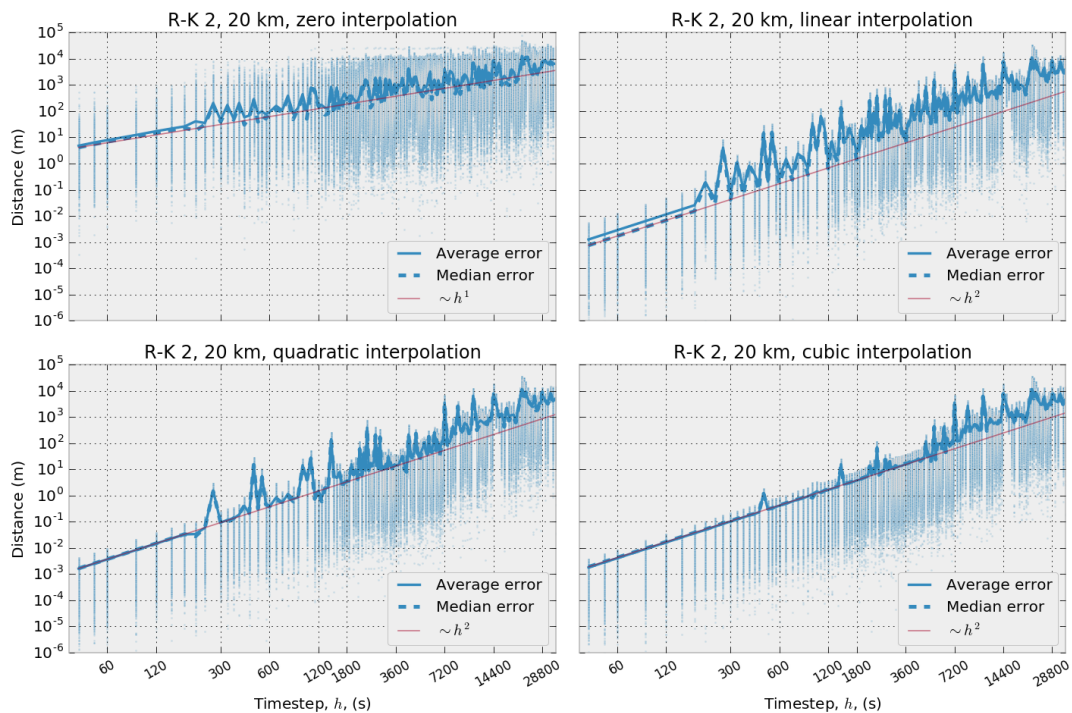 R-K 2, 20 km, zero interpolation
10^5
10^4
10^3
10^2
10^1
10^0
10^-1
10^-2
10^-3
10^-4
10^-5
10^-6
Distance (m)
Average error
Median error
~h^1
R-K 2, 20 km, linear interpolation
Average error
Median error
~h^2
R-K 2, 20 km, quadratic interpolation
10^5
10^4
10^3
10^2
10^1
10^0
10^-1
10^-2
10^-3
10^-4
10^-5
10^-6
Distance (m)
Average error
Median error
~h^2
60 120 300 600 1200 1800 3600 7200 14400 28800
Timestep, h, (s)
R-K 2, 20 km, cubic interpolation
Average error
Median error
~h^2
60 120 300 600 1200 1800 3600 7200 14400 28800
Timestep, h, (s)